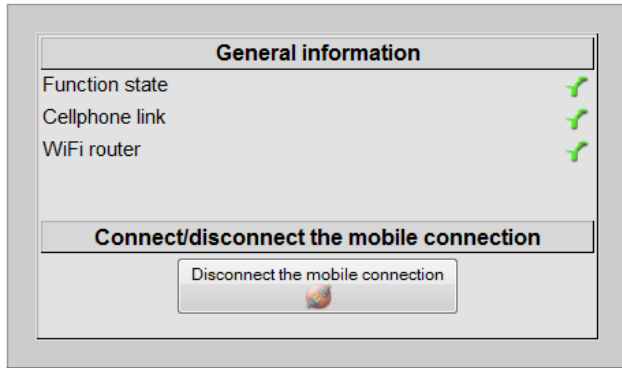 General information
Function state
Cellphone link
WiFi router
Connect/disconnect the mobile connection
Disconnect the mobile connection